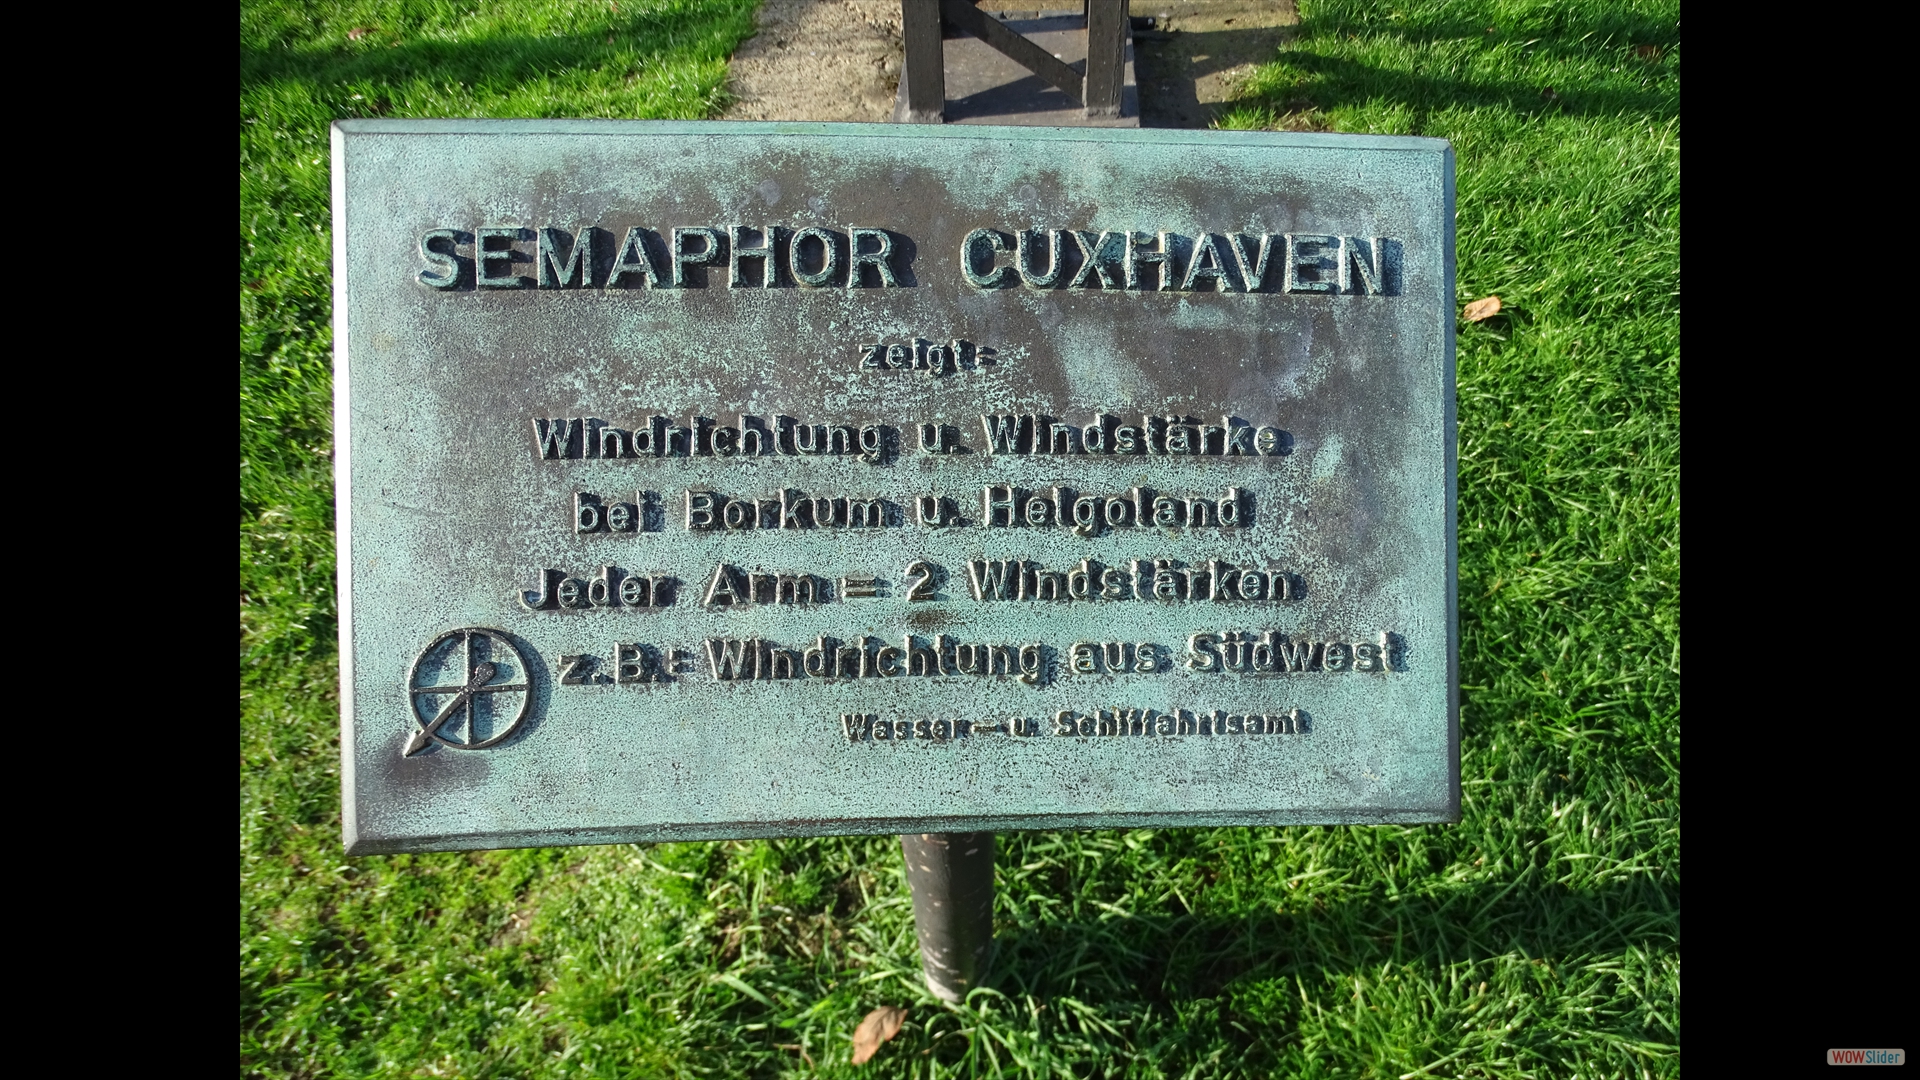 SEMAPHOR CUXHAVEN
zeigt:
Windrichtung u. Windstärke
bei Borkum u. Helgoland
Jeder Arm = 2 Windstärken
z.B.: Windrichtung aus Südwest
Wasser- u. Schiffahrtsamt
WOWSlider